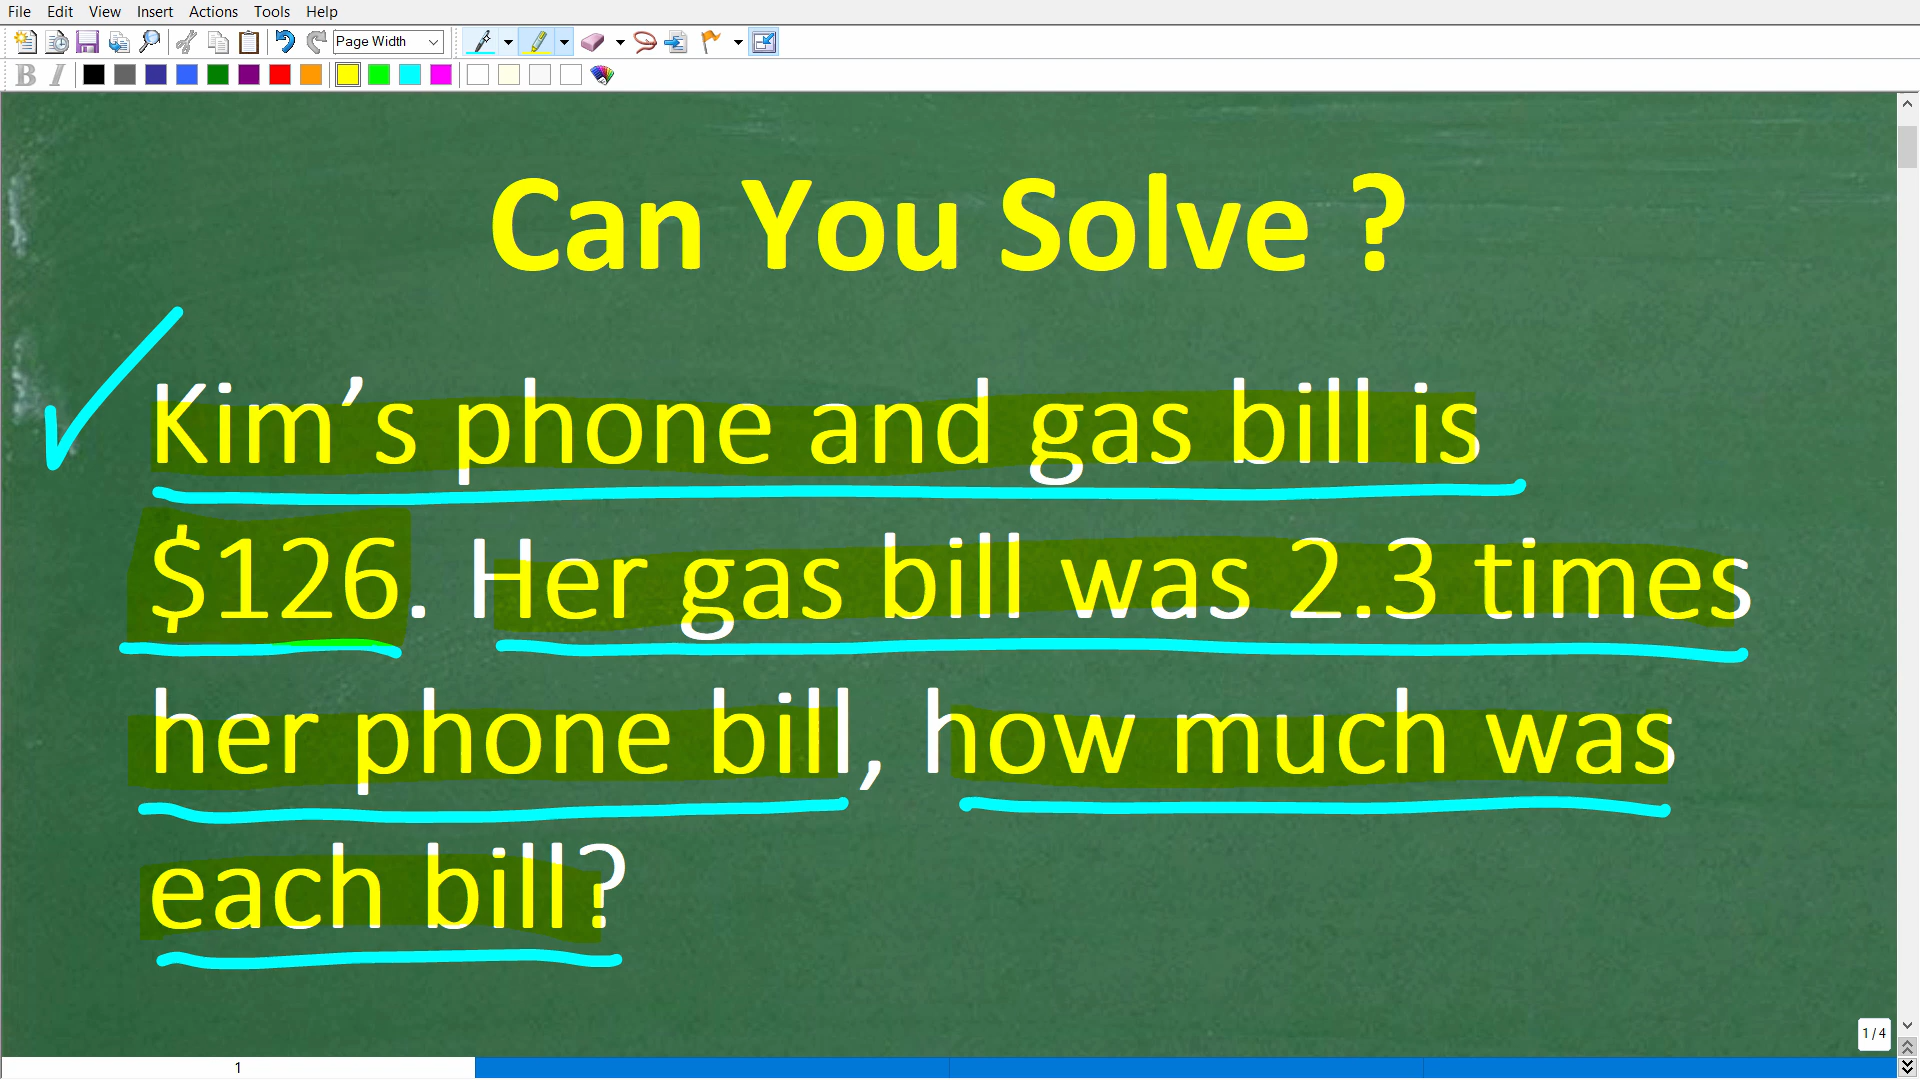 File Edit View Insert Actions Tools Help
Page Width
B I
Can You Solve ?
Kim’s phone and gas bill is
$126. Her gas bill was 2.3 times
her phone bill, how much was
each bill?
1 / 4
1